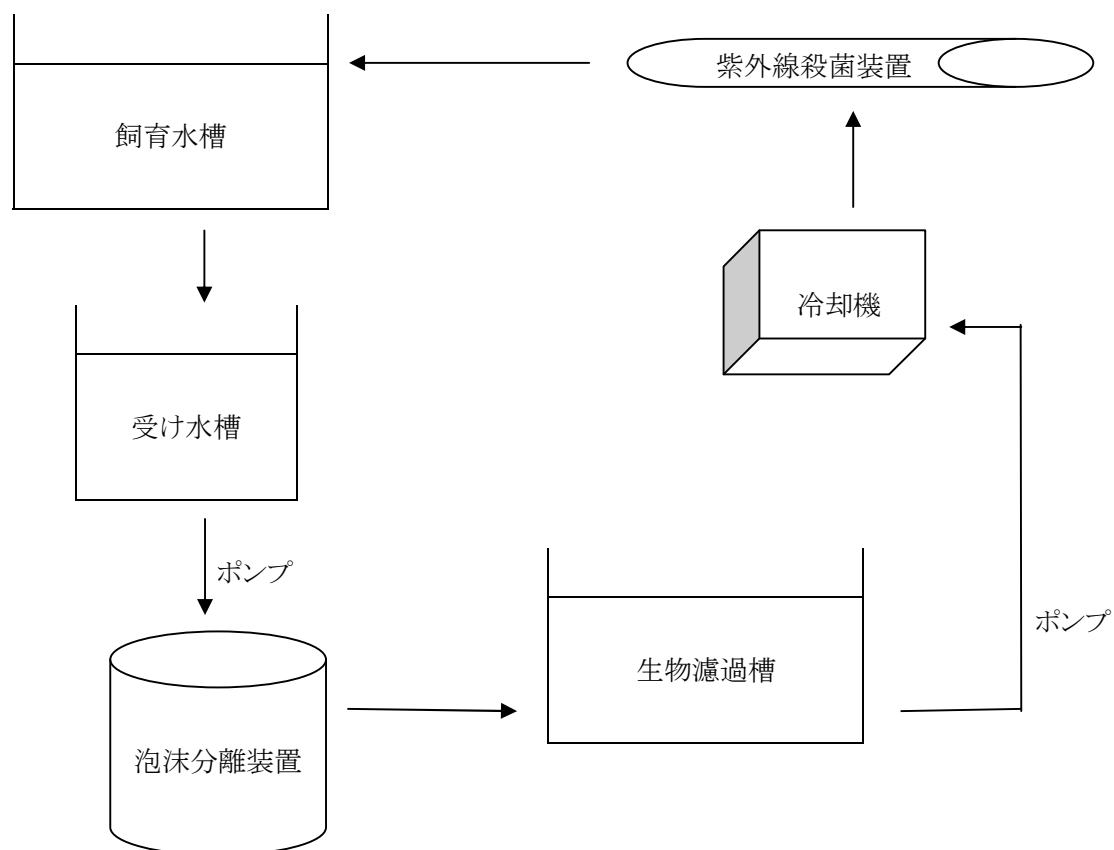 紫外線殺菌装置
飼育水槽
冷却機
受け水槽
ポンプ
ポンプ
生物濾過槽
泡沫分離装置